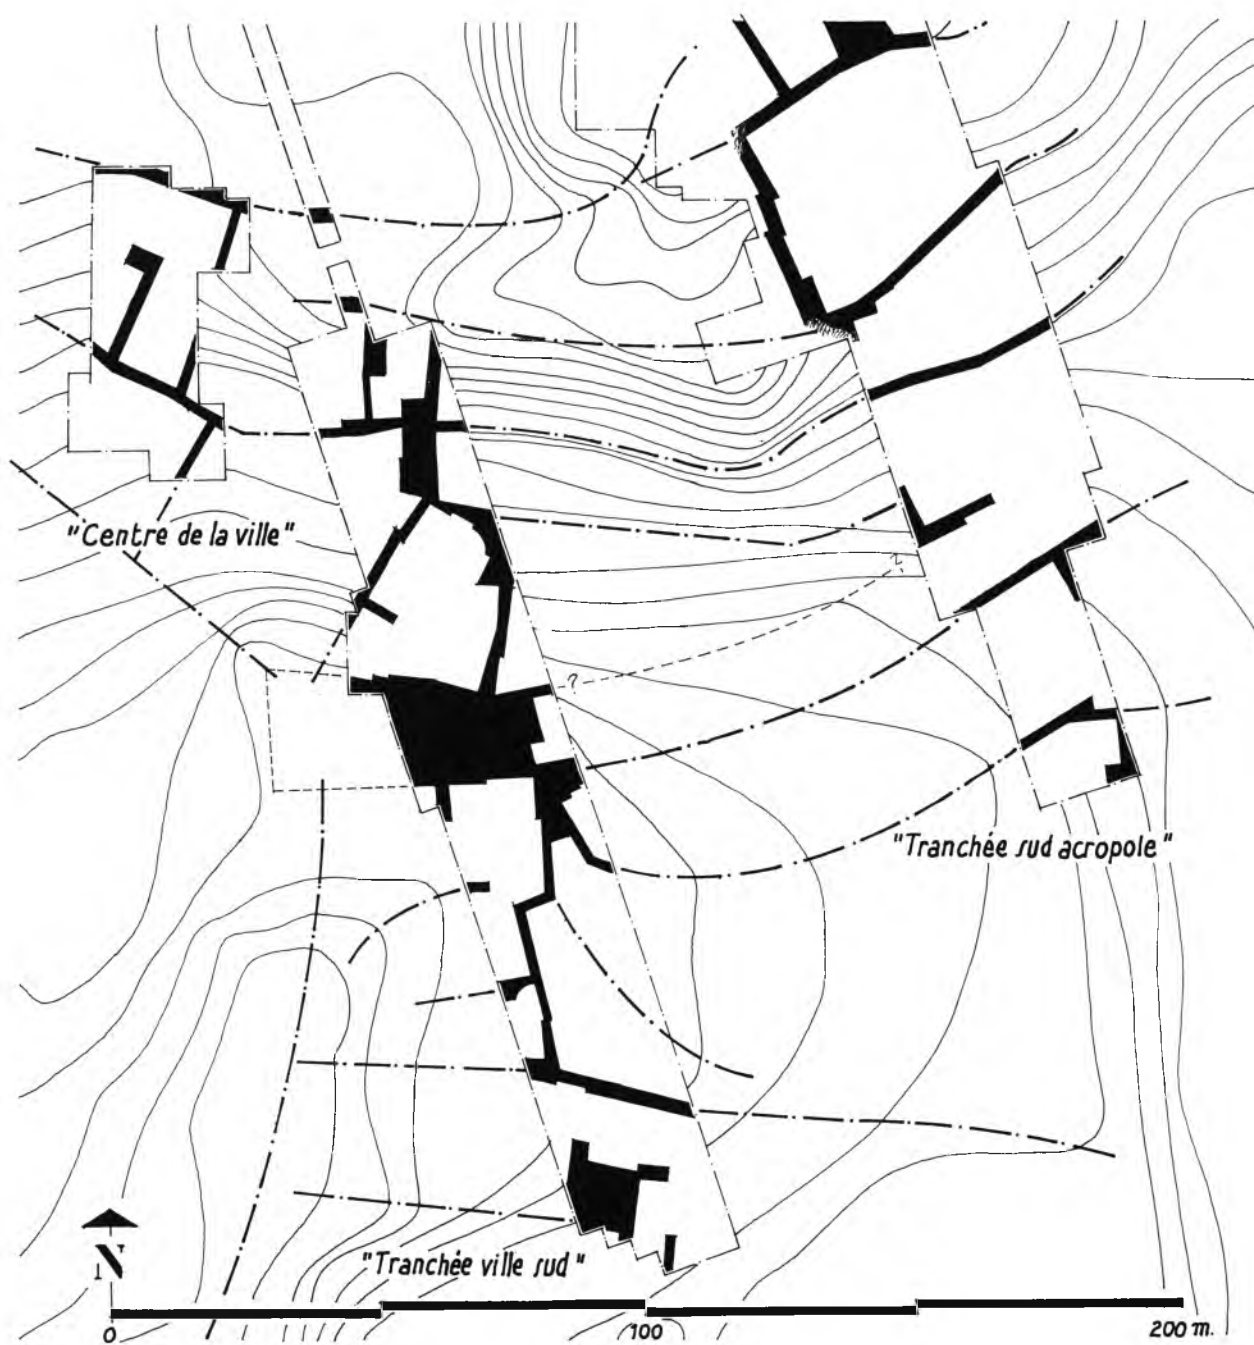 "Centre de la ville"
?
?
"Tranchée sud acropole"
N
"Tranchée ville sud"
0
100
200 m.